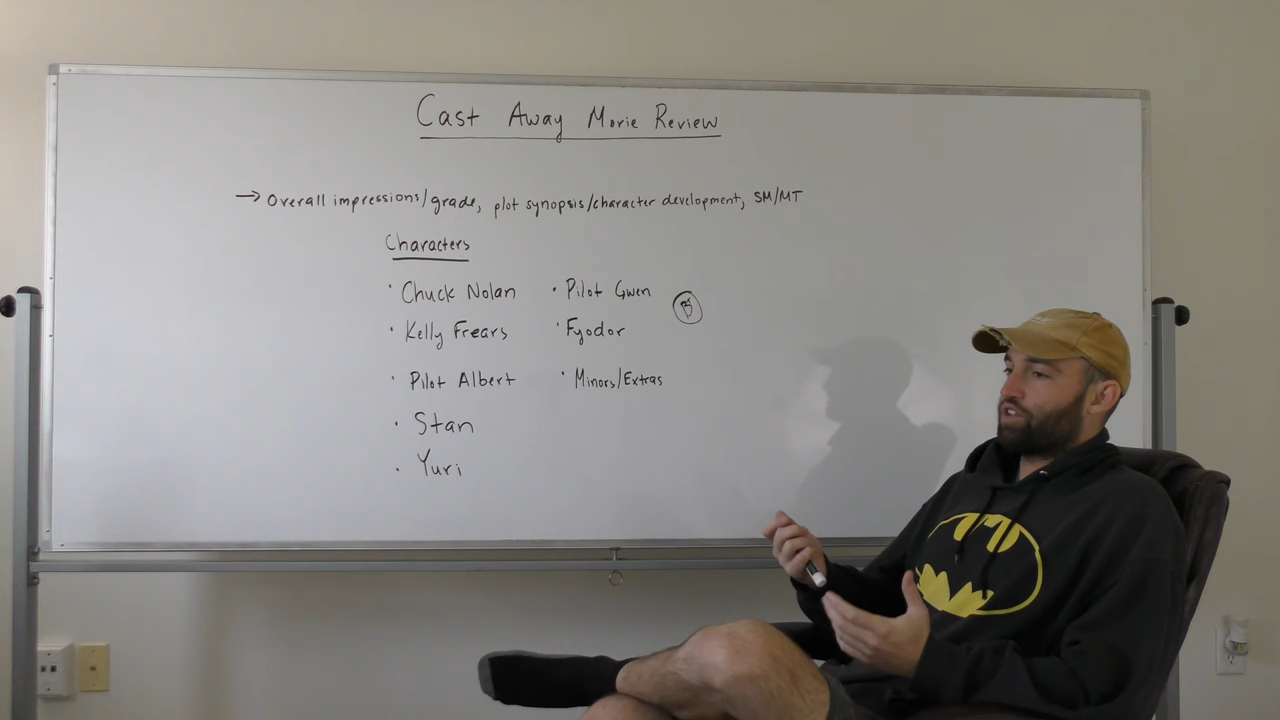 Cast Away Movie Review
→ Overall impressions/grade, plot synopsis/character development, SM/MT
Characters
· Chuck Nolan
· Kelly Frears
· Pilot Albert
· Stan
· Yuri
· Pilot Gwen
· Fyodor
· Minors/Extras
B